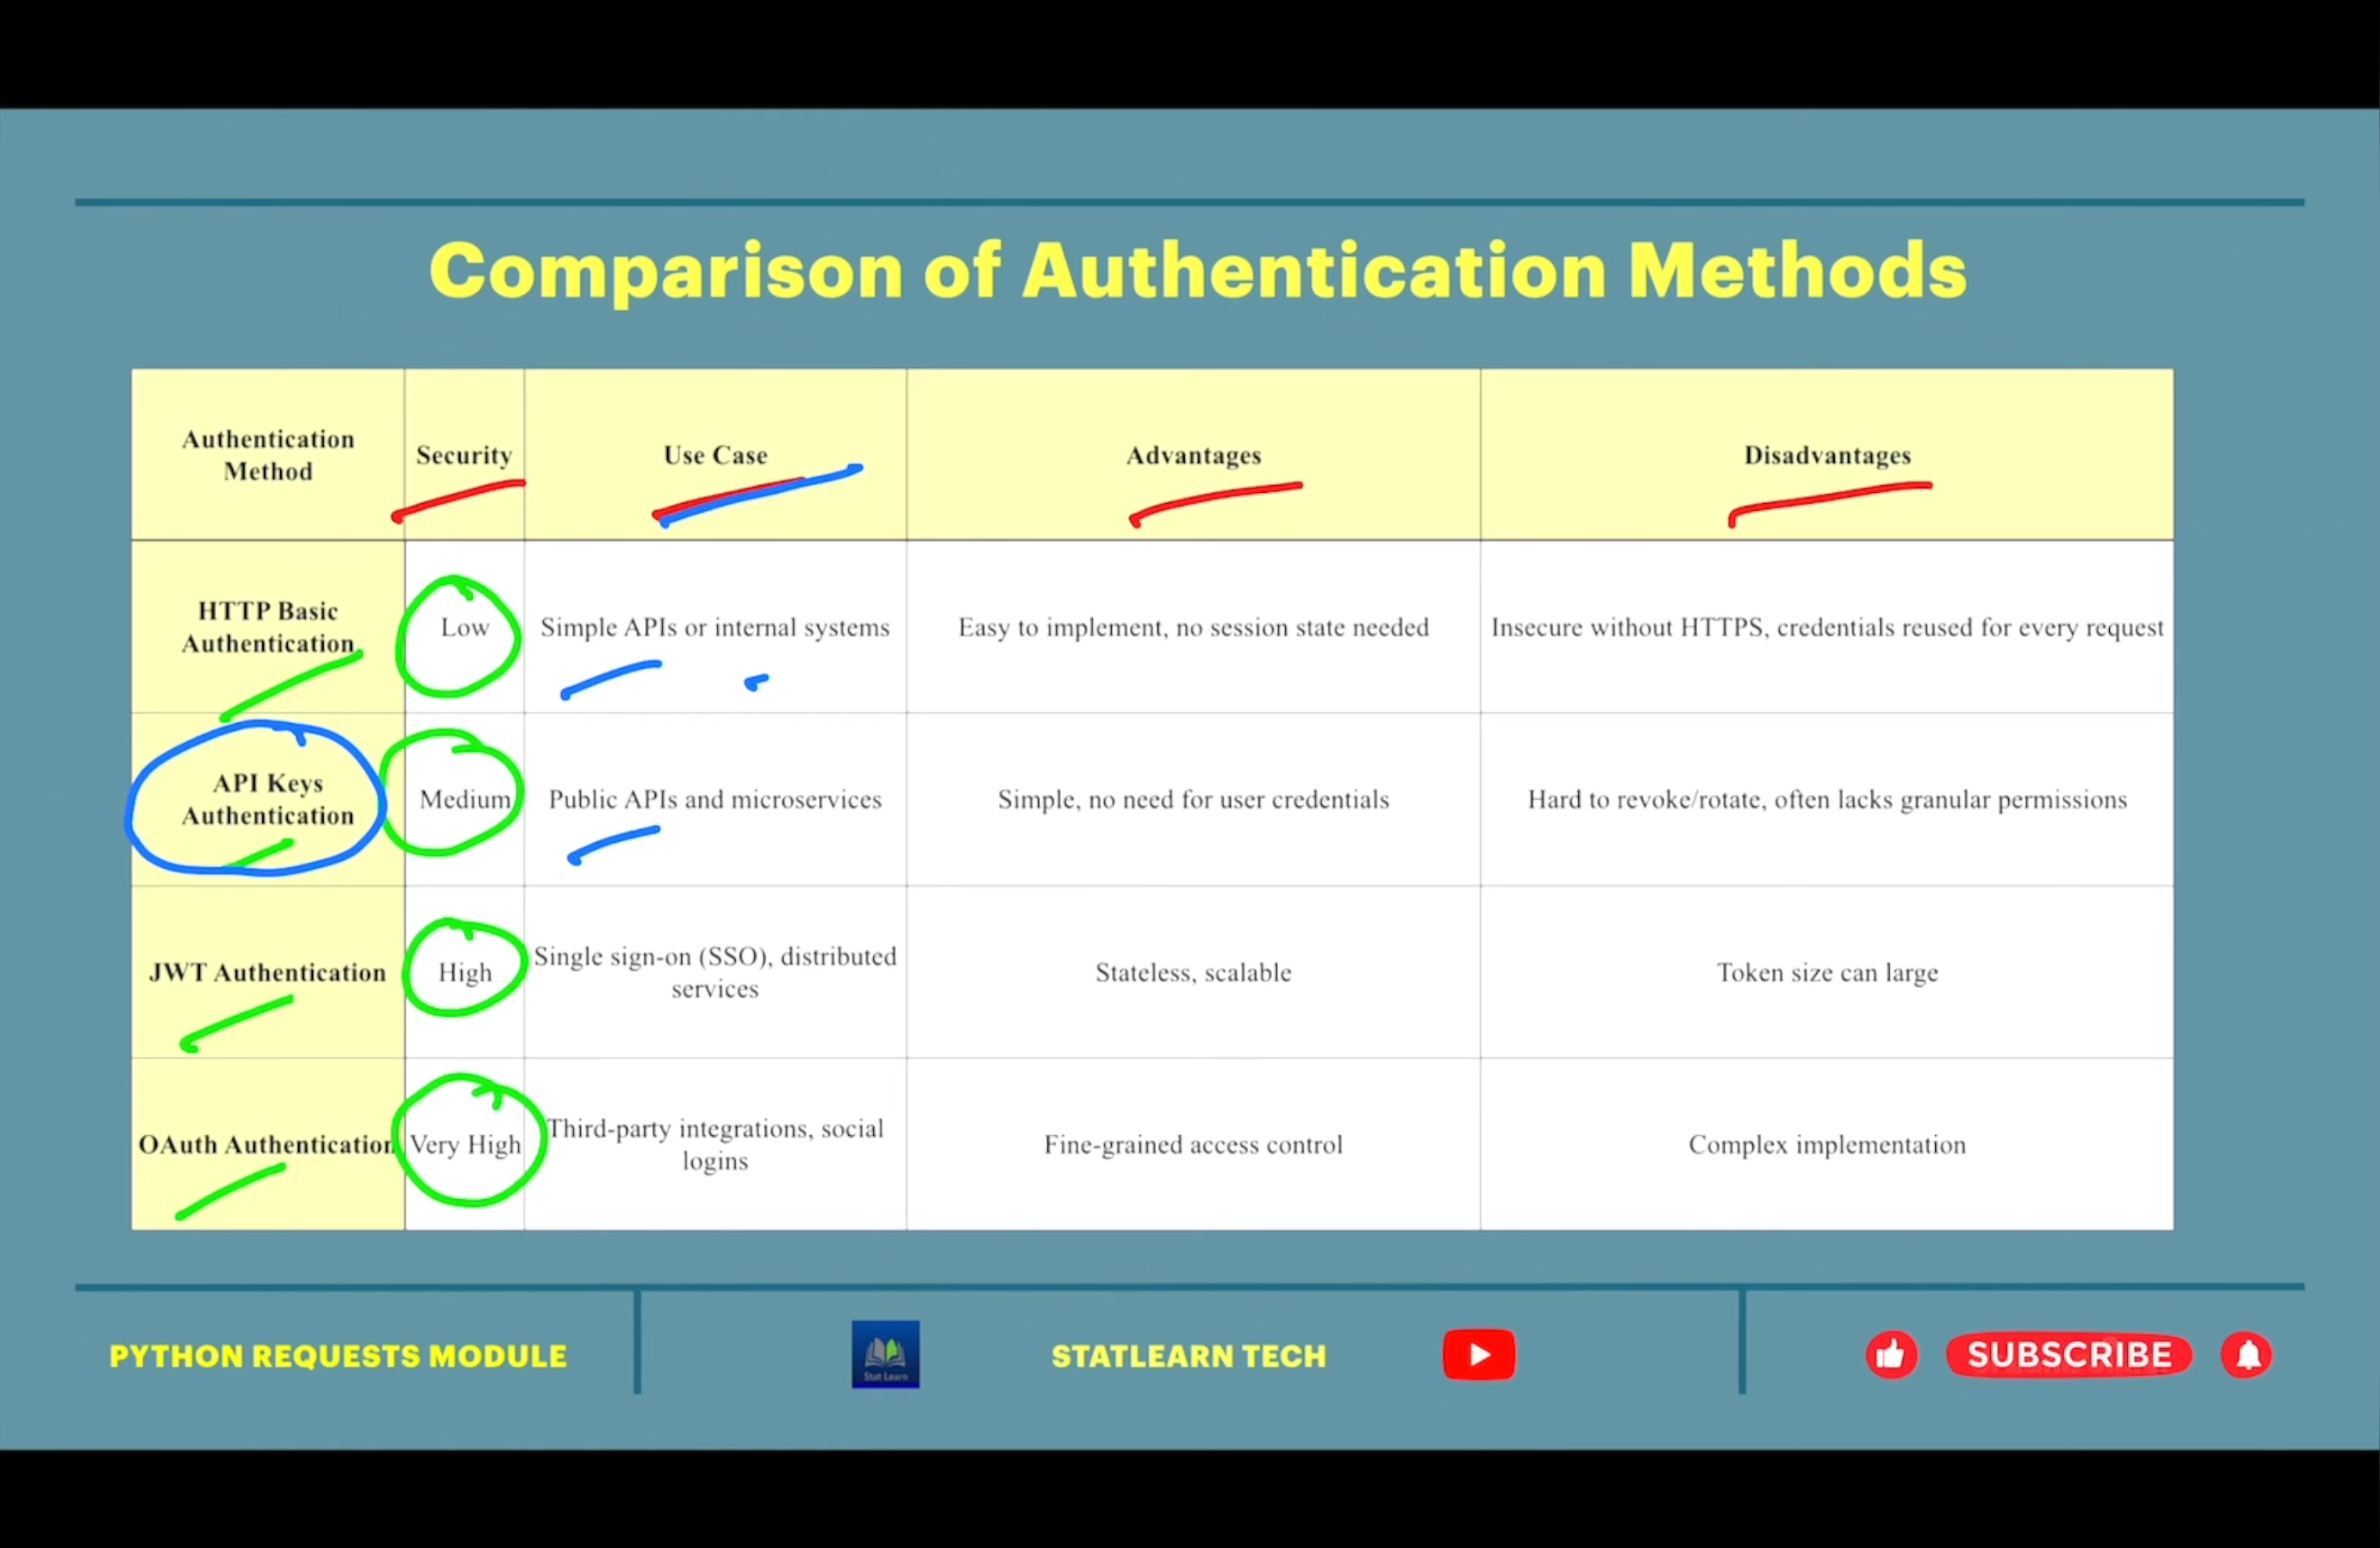 Comparison of Authentication Methods
Authentication
Method
Security
Use Case
Advantages
Disadvantages
HTTP Basic
Authentication
Low
Simple APIs or internal systems
Easy to implement, no session state needed
Insecure without HTTPS, credentials reused for every request
API Keys
Authentication
Medium
Public APIs and microservices
Simple, no need for user credentials
Hard to revoke/rotate, often lacks granular permissions
JWT Authentication
High
Single sign-on (SSO), distributed
services
Stateless, scalable
Token size can large
OAuth Authentication
Very High
Third-party integrations, social
logins
Fine-grained access control
Complex implementation
PYTHON REQUESTS MODULE
Stat Learn
STATLEARN TECH
SUBSCRIBE